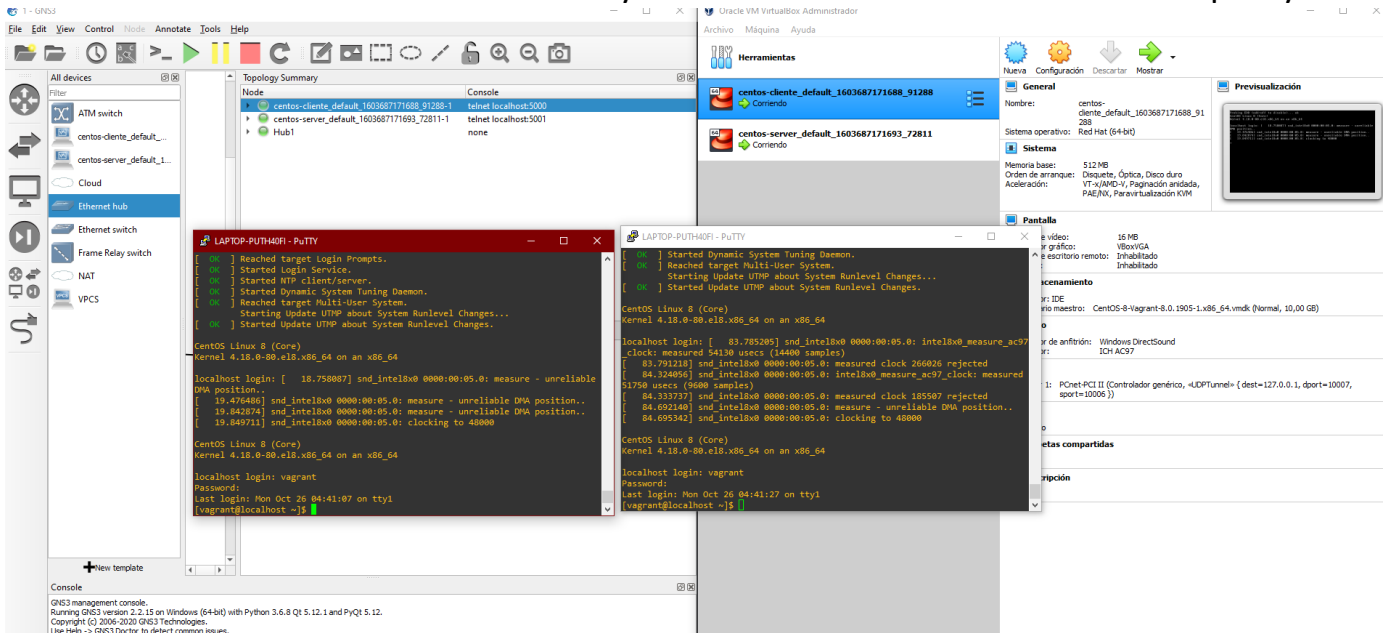 1 - GNS3
File Edit View Control Node Annotate Tools Help
All devices
Filter
ATM switch
centos-cliente_default_...
centos-server_default_1...
Cloud
Ethernet hub
Ethernet switch
Frame Relay switch
NAT
VPCS
New template
Topology Summary
Node Console
centos-cliente_default_1603687171688_91288-1 telnet localhost:5000
centos-server_default_1603687171693_72811-1 telnet localhost:5001
Hub1 none
Console
GNS3 management console.
Running GNS3 version 2.2.15 on Windows (64-bit) with Python 3.6.8 Qt 5.12.1 and PyQt 5.12.
Copyright (c) 2006-2020 GNS3 Technologies.
Use Help -> GNS3 Doctor to detect common issues.
LAPTOP-PUTH40FI - PuTTY
[ OK ] Reached target Login Prompts.
[ OK ] Started Login Service.
[ OK ] Started NTP client/server.
[ OK ] Started Dynamic System Tuning Daemon.
[ OK ] Reached target Multi-User System.
Starting Update UTMP about System Runlevel Changes...
[ OK ] Started Update UTMP about System Runlevel Changes.
CentOS Linux 8 (Core)
Kernel 4.18.0-80.el8.x86_64 on an x86_64
localhost login: [ 18.758087] snd_intel8x0 0000:00:05.0: measure - unreliable
DMA position..
[ 19.476486] snd_intel8x0 0000:00:05.0: measure - unreliable DMA position..
[ 19.842874] snd_intel8x0 0000:00:05.0: measure - unreliable DMA position..
[ 19.849711] snd_intel8x0 0000:00:05.0: clocking to 48000
CentOS Linux 8 (Core)
Kernel 4.18.0-80.el8.x86_64 on an x86_64
localhost login: vagrant
Password:
Last login: Mon Oct 26 04:41:07 on tty1
[vagrant@localhost ~]$
LAPTOP-PUTH40FI - PuTTY
[ OK ] Started Dynamic System Tuning Daemon.
[ OK ] Reached target Multi-User System.
Starting Update UTMP about System Runlevel Changes...
[ OK ] Started Update UTMP about System Runlevel Changes.
CentOS Linux 8 (Core)
Kernel 4.18.0-80.el8.x86_64 on an x86_64
localhost login: [ 83.785205] snd_intel8x0 0000:00:05.0: intel8x0_measure_ac97
_clock: measured 54130 usecs (14400 samples)
[ 83.791218] snd_intel8x0 0000:00:05.0: measured clock 266026 rejected
[ 84.324056] snd_intel8x0 0000:00:05.0: intel8x0_measure_ac97_clock: measured
51750 usecs (9600 samples)
[ 84.333737] snd_intel8x0 0000:00:05.0: measured clock 185507 rejected
[ 84.692140] snd_intel8x0 0000:00:05.0: measure - unreliable DMA position..
[ 84.695342] snd_intel8x0 0000:00:05.0: clocking to 48000
CentOS Linux 8 (Core)
Kernel 4.18.0-80.el8.x86_64 on an x86_64
localhost login: vagrant
Password:
Last login: Mon Oct 26 04:41:27 on tty1
[vagrant@localhost ~]$
Oracle VM VirtualBox Administrador
Archivo Máquina Ayuda
Herramientas
centos-cliente_default_1603687171688_91288
Corriendo
centos-server_default_1603687171693_72811
Corriendo
Nueva Configuración Descartar Mostrar
General
Nombre: centos-
cliente_default_1603687171688_91
288
Sistema operativo: Red Hat (64-bit)
Sistema
Memoria base: 512 MB
Orden de arranque: Disquete, Óptica, Disco duro
Aceleración: VT-x/AMD-V, Paginación anidada,
PAE/NX, Paravirtualización KVM
Previsualización
Pantalla
e vídeo: 16 MB
r gráfico: VBoxVGA
e escritorio remoto: Inhabilitado
Inhabilitado
cenamiento
r: IDE
rio maestro: CentOS-8-Vagrant-8.0.1905-1.x86_64.vmdk (Normal, 10,00 GB)
or de anfitrión: Windows DirectSound
or: ICH AC97
1: PCnet-PCI II (Controlador genérico, «UDPTunnel» { dest=127.0.0.1, dport=10007,
sport=10006 })
etas compartidas
ripción